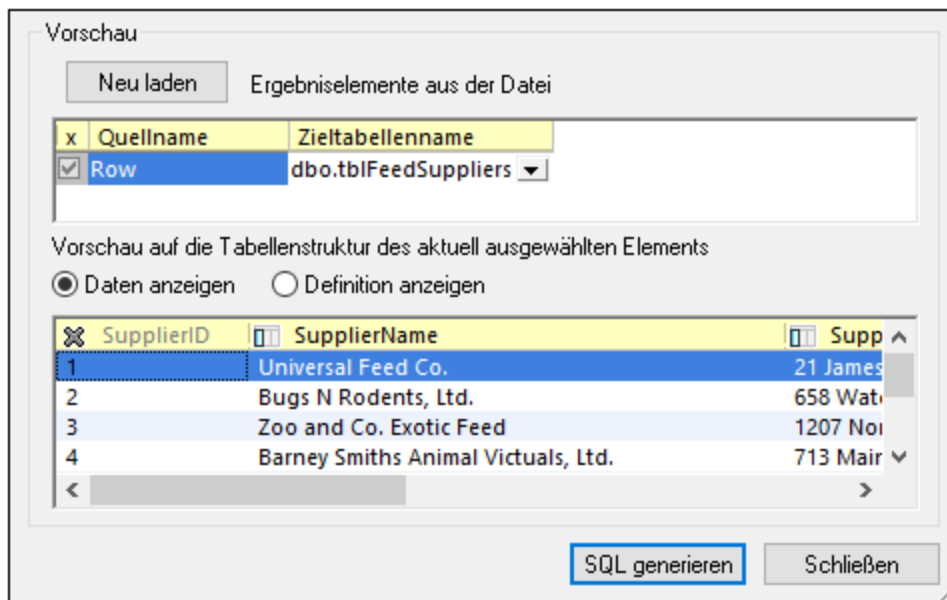 Vorschau
Neu laden Ergebniselemente aus der Datei
x Quellname Zieltabellenname
Row dbo.tblFeedSuppliers
Vorschau auf die Tabellenstruktur des aktuell ausgewählten Elements
Daten anzeigen Definition anzeigen
SupplierID SupplierName Supp
1 Universal Feed Co. 21 James
2 Bugs N Rodents, Ltd. 658 Wat
3 Zoo and Co. Exotic Feed 1207 Nor
4 Barney Smiths Animal Victuals, Ltd. 713 Mair
SQL generieren Schließen